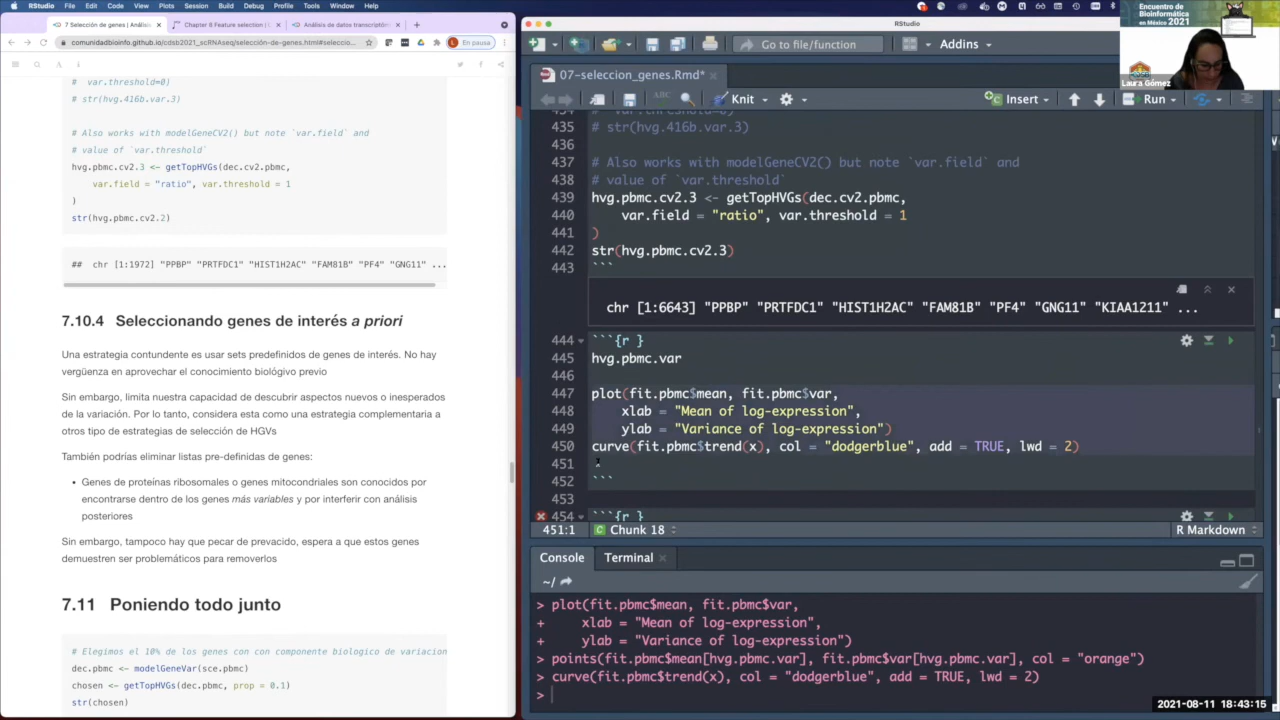 RStudio File Edit Code View Plots Session Build Debug Profile Tools Window Help
7 Selección de genes | Análisis
Chapter 8 Feature selection |
Análisis de datos transcriptóm
comunidadbioinfo.github.io/cdsb2021_scRNAseq/selección-de-genes.html#seleccio...
En pausa
# var.threshold=0)
# str(hvg.416b.var.3)
# Also works with modelGeneCV2() but note `var.field` and
# value of `var.threshold`
hvg.pbmc.cv2.3 <- getTopHVGs(dec.cv2.pbmc,
var.field = "ratio", var.threshold = 1
)
str(hvg.pbmc.cv2.2)
## chr [1:1972] "PPBP" "PRTFDC1" "HIST1H2AC" "FAM81B" "PF4" "GNG11" ...
7.10.4 Seleccionando genes de interés a priori
Una estrategia contundente es usar sets predefinidos de genes de interés. No hay
vergüenza en aprovechar el conocimiento biológivo previo
Sin embargo, limita nuestra capacidad de descubrir aspectos nuevos o inesperados
de la variación. Por lo tanto, considera esta como una estrategia complementaria a
otros tipo de estrategias de selección de HGVs
También podrías eliminar listas pre-definidas de genes:
• Genes de proteínas ribosomales o genes mitocondriales son conocidos por
encontrarse dentro de los genes más variables y por interferir con análisis
posteriores
Sin embargo, tampoco hay que pecar de prevacido, espera a que estos genes
demuestren ser problemáticos para removerlos
7.11 Poniendo todo junto
# Elegimos el 10% de los genes con con componente biologico de variacion
dec.pbmc <- modelGeneVar(sce.pbmc)
chosen <- getTopHVGs(dec.pbmc, prop = 0.1)
str(chosen)
RStudio
Go to file/function
Addins
07-seleccion_genes.Rmd*
ABC
Knit
Insert
Run
434
435 # str(hvg.416b.var.3)
436
437 # Also works with modelGeneCV2() but note `var.field` and
438 # value of `var.threshold`
439 hvg.pbmc.cv2.3 <- getTopHVGs(dec.cv2.pbmc,
440 var.field = "ratio", var.threshold = 1
441 )
442 str(hvg.pbmc.cv2.3)
443 ```
chr [1:6643] "PPBP" "PRTFDC1" "HIST1H2AC" "FAM81B" "PF4" "GNG11" "KIAA1211" ...
444 ```{r }
445 hvg.pbmc.var
446
447 plot(fit.pbmc$mean, fit.pbmc$var,
448 xlab = "Mean of log-expression",
449 ylab = "Variance of log-expression")
450 curve(fit.pbmc$trend(x), col = "dodgerblue", add = TRUE, lwd = 2)
451
452 ```
453
454 ```{r }
451:1 Chunk 18 R Markdown
Console Terminal
~/
> plot(fit.pbmc$mean, fit.pbmc$var,
+ xlab = "Mean of log-expression",
+ ylab = "Variance of log-expression")
> points(fit.pbmc$mean[hvg.pbmc.var], fit.pbmc$var[hvg.pbmc.var], col = "orange")
> curve(fit.pbmc$trend(x), col = "dodgerblue", add = TRUE, lwd = 2)
>
Encuentro de
Bioinformática
en México
2021
Laura Gómez
2021-08-11 18:43:15